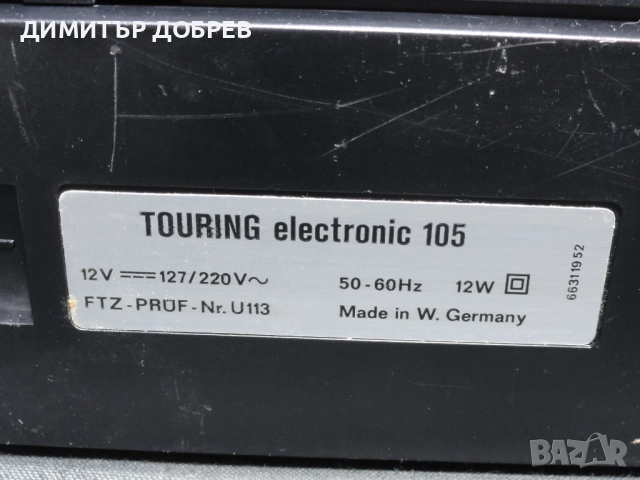 ДИМИТЪР ДОБРЕВ
TOURING electronic 105
12V ⎓ 127/220V~ 50-60Hz 12W
FTZ-PRÜF-Nr. U113 Made in W. Germany
66311952
BAZAR